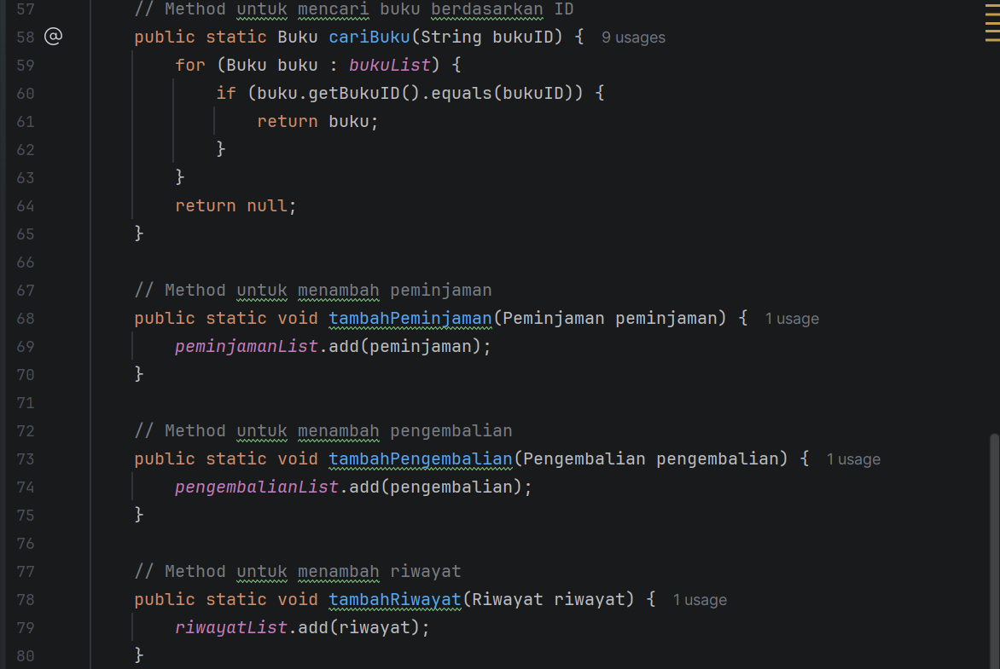 57 // Method untuk mencari buku berdasarkan ID
58 @ public static Buku cariBuku(String bukuID) { 9 usages
59 for (Buku buku : bukuList) {
60 if (buku.getBukuID().equals(bukuID)) {
61 return buku;
62 }
63 }
64 return null;
65 }
66
67 // Method untuk menambah peminjaman
68 public static void tambahPeminjaman(Peminjaman peminjaman) { 1 usage
69 peminjamanList.add(peminjaman);
70 }
71
72 // Method untuk menambah pengembalian
73 public static void tambahPengembalian(Pengembalian pengembalian) { 1 usage
74 pengembalianList.add(pengembalian);
75 }
76
77 // Method untuk menambah riwayat
78 public static void tambahRiwayat(Riwayat riwayat) { 1 usage
79 riwayatList.add(riwayat);
80 }